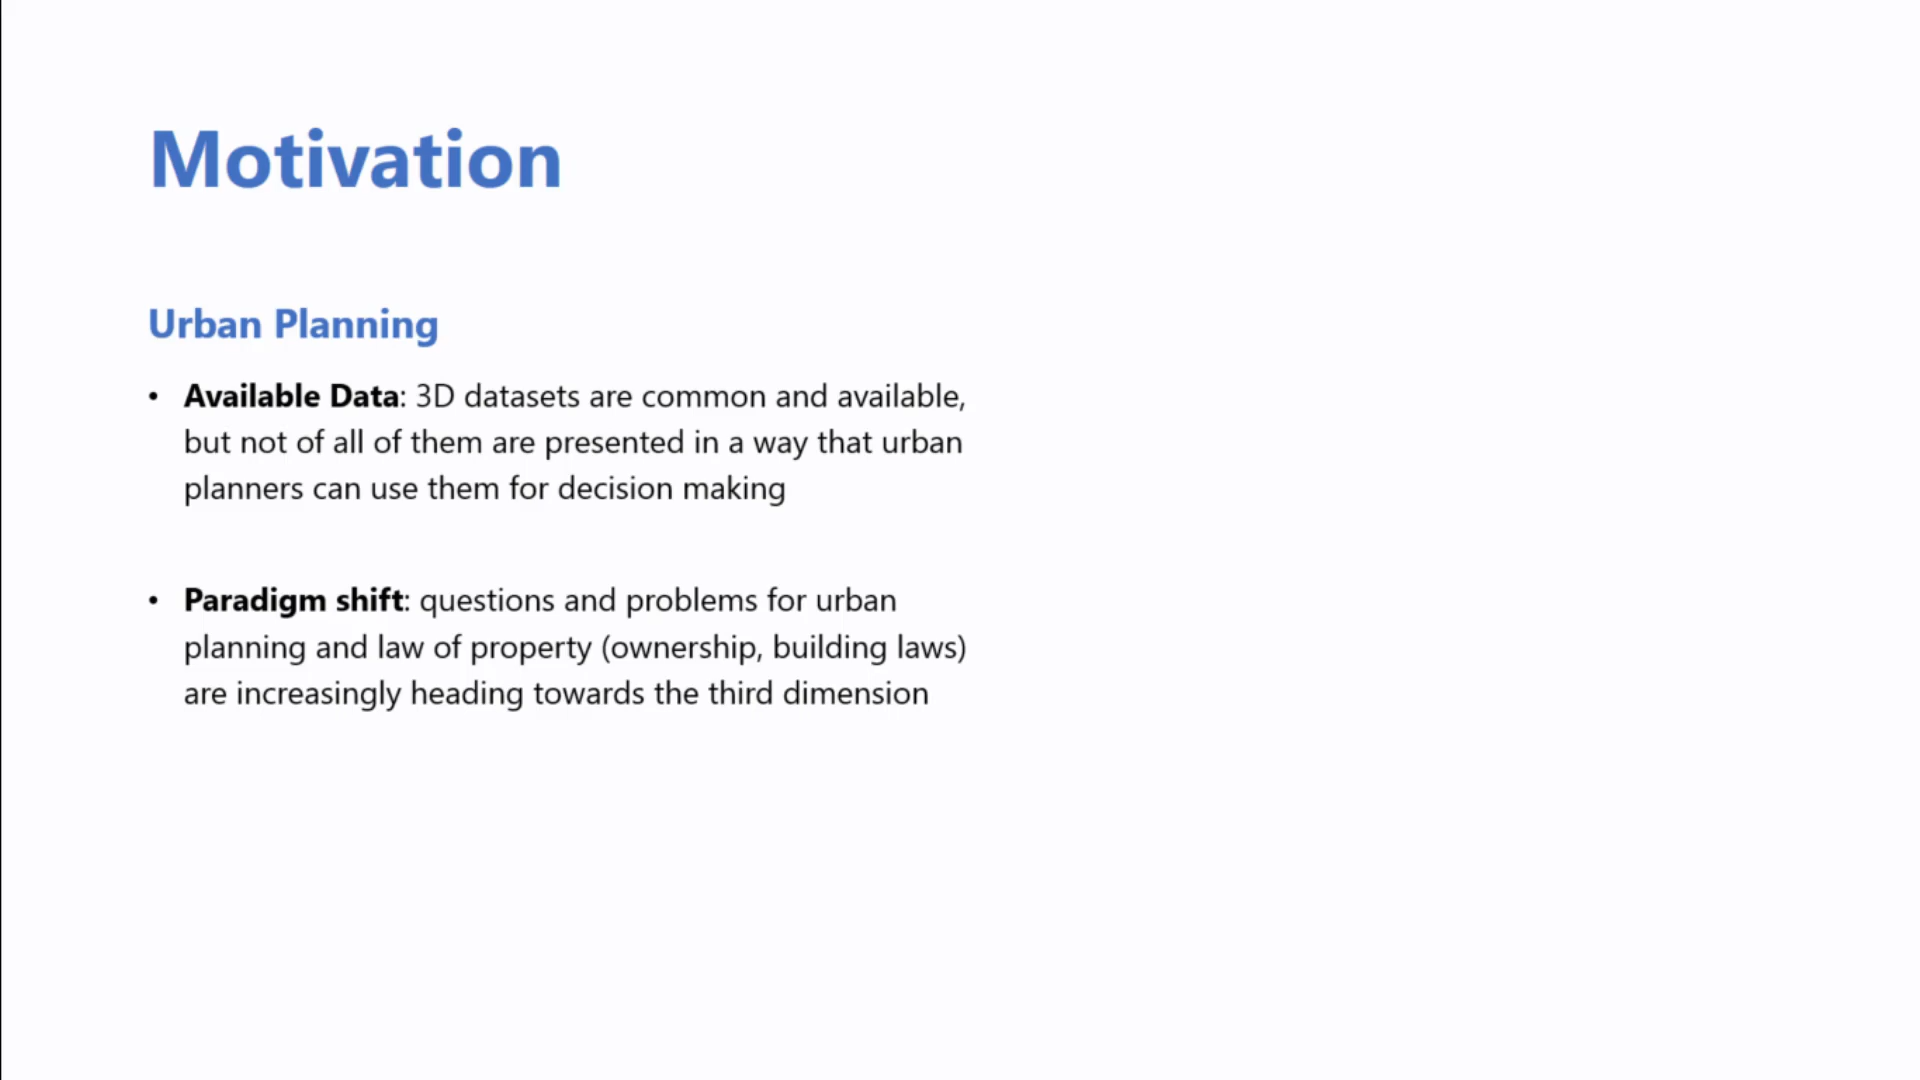 Motivation
Urban Planning
• Available Data: 3D datasets are common and available,
but not of all of them are presented in a way that urban
planners can use them for decision making
• Paradigm shift: questions and problems for urban
planning and law of property (ownership, building laws)
are increasingly heading towards the third dimension